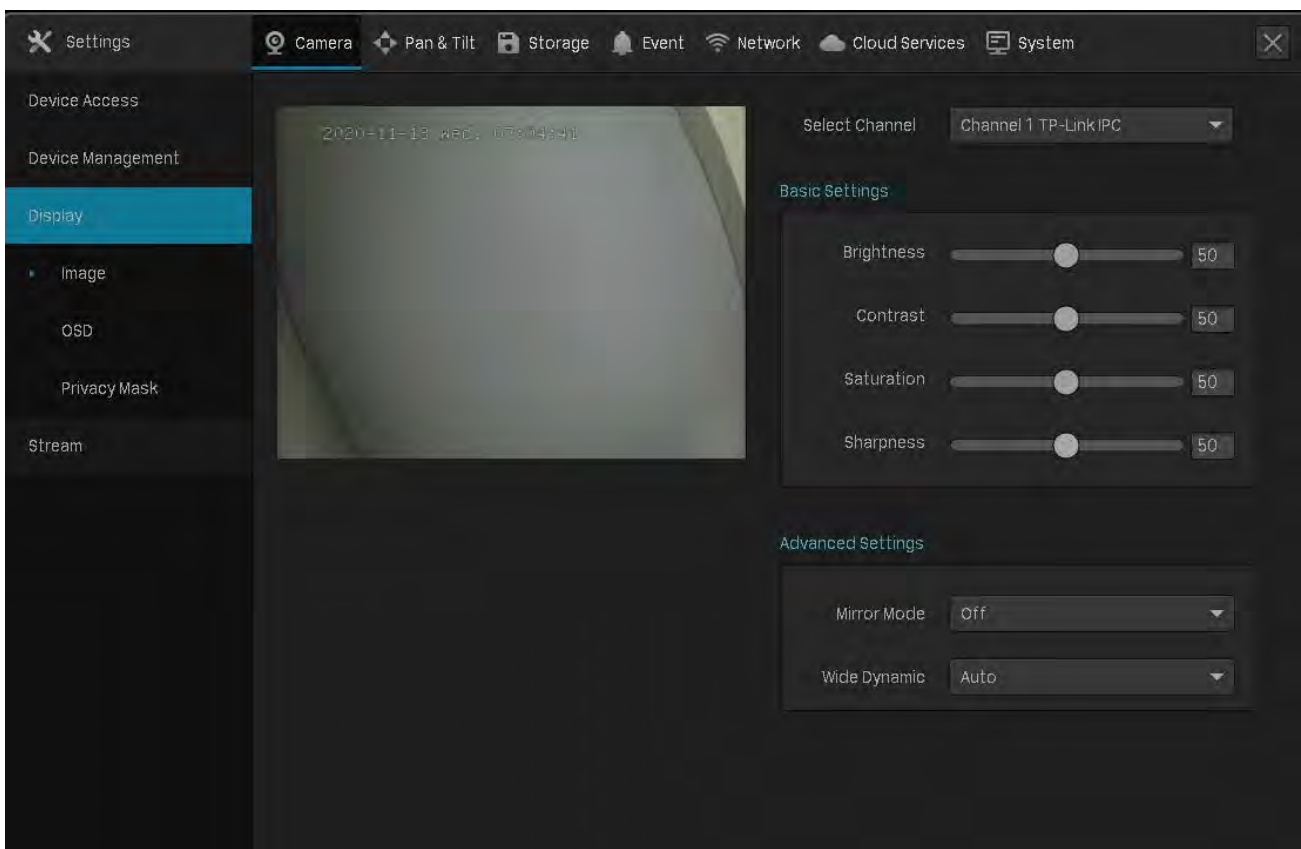 Settings
Camera
Pan & Tilt
Storage
Event
Network
Cloud Services
System
Device Access
Device Management
Display
Image
OSD
Privacy Mask
Stream
Select Channel Channel 1 TP-Link IPC
Basic Settings
Brightness 50
Contrast 50
Saturation 50
Sharpness 50
Advanced Settings
Mirror Mode Off
Wide Dynamic Auto